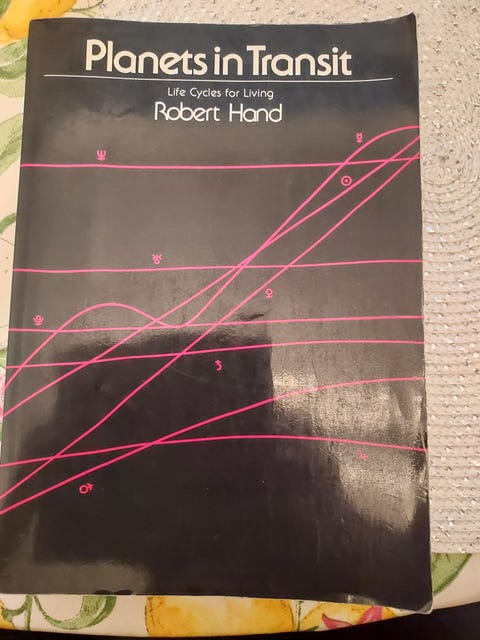 Planets in Transit
Life Cycles for Living
Robert Hand